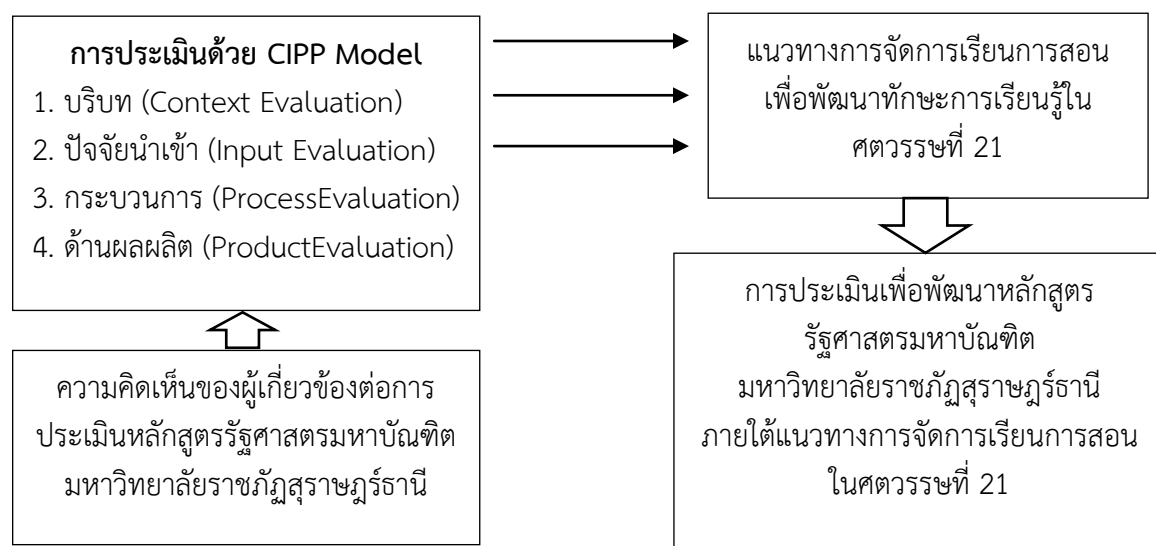 การประเมินด้วย CIPP Model
1. บริบท (Context Evaluation)
2. ปัจจัยนำเข้า (Input Evaluation)
3. กระบวนการ (ProcessEvaluation)
4. ด้านผลผลิต (ProductEvaluation)
ความคิดเห็นของผู้เกี่ยวข้องต่อการ
ประเมินหลักสูตรรัฐศาสตรมหาบัณฑิต
มหาวิทยาลัยราชภัฏสุราษฎร์ธานี
แนวทางการจัดการเรียนการสอน
เพื่อพัฒนาทักษะการเรียนรู้ใน
ศตวรรษที่ 21
การประเมินเพื่อพัฒนาหลักสูตร
รัฐศาสตรมหาบัณฑิต
มหาวิทยาลัยราชภัฏสุราษฎร์ธานี
ภายใต้แนวทางการจัดการเรียนการสอน
ในศตวรรษที่ 21